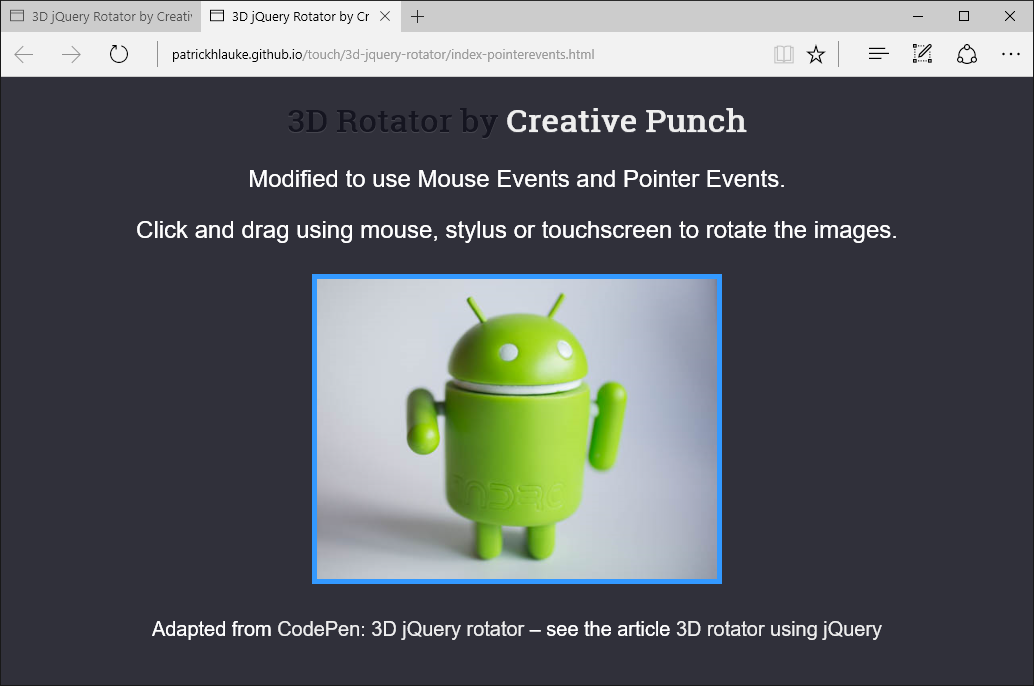 3D jQuery Rotator by Creativ
3D jQuery Rotator by Cr
patrickhlauke.github.io/touch/3d-jquery-rotator/index-pointerevents.html
3D Rotator by Creative Punch
Modified to use Mouse Events and Pointer Events.
Click and drag using mouse, stylus or touchscreen to rotate the images.
ANDRO
Adapted from CodePen: 3D jQuery rotator – see the article 3D rotator using jQuery